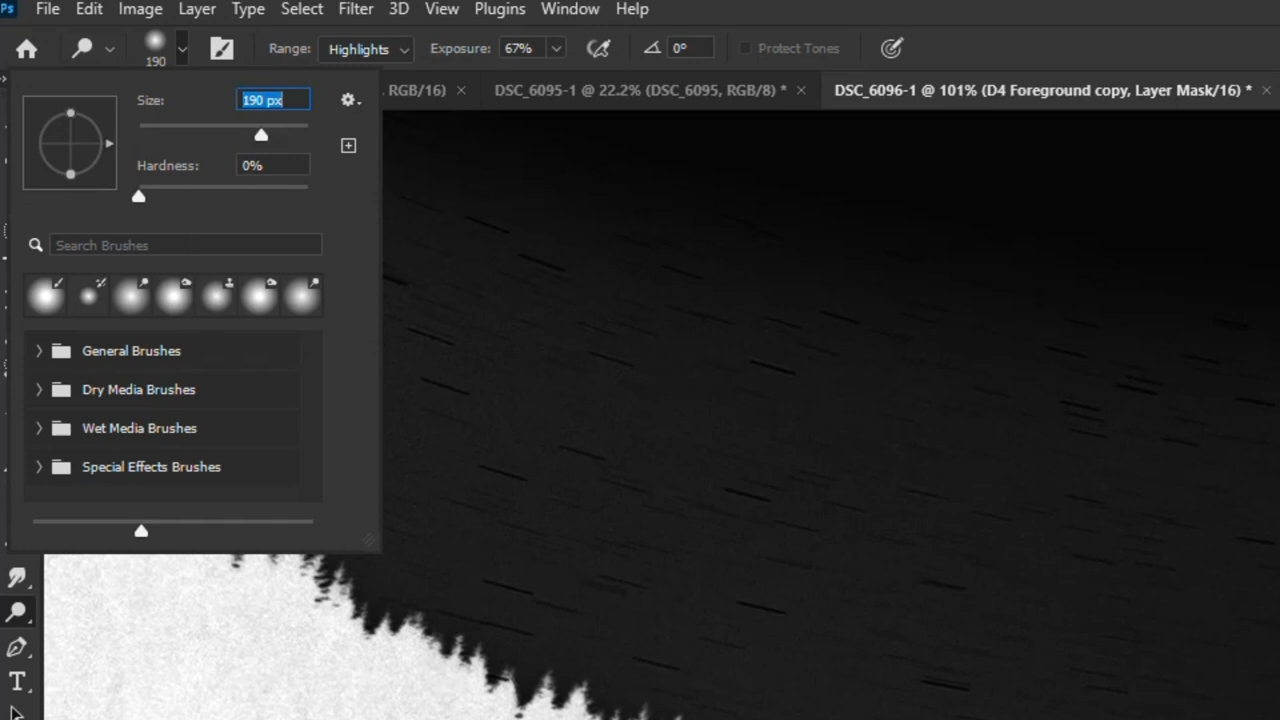 Ps File Edit Image Layer Type Select Filter 3D View Plugins Window Help
190 Range: Highlights Exposure: 67% 0° Protect Tones
, RGB/16) × DSC_6095-1 @ 22.2% (DSC_6095, RGB/8) * × DSC_6096-1 @ 101% (D4 Foreground copy, Layer Mask/16) * ×
Size: 190 px
Hardness: 0%
Search Brushes
General Brushes
Dry Media Brushes
Wet Media Brushes
Special Effects Brushes
T